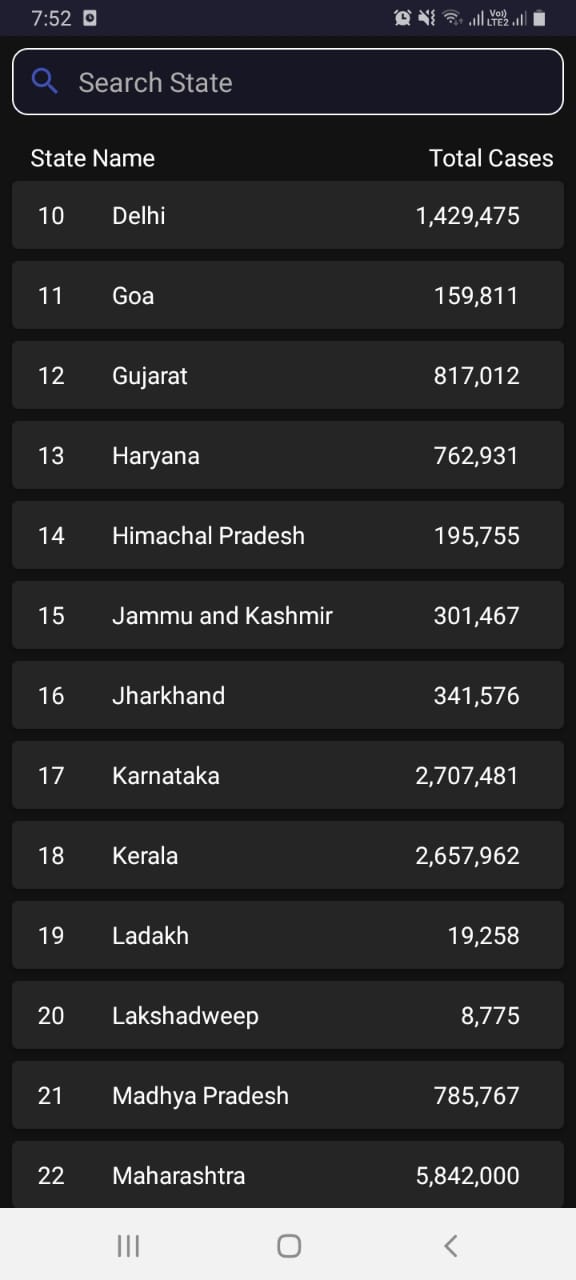 7:52 Vo) LTE2
Search State
State Name Total Cases
10 Delhi 1,429,475
11 Goa 159,811
12 Gujarat 817,012
13 Haryana 762,931
14 Himachal Pradesh 195,755
15 Jammu and Kashmir 301,467
16 Jharkhand 341,576
17 Karnataka 2,707,481
18 Kerala 2,657,962
19 Ladakh 19,258
20 Lakshadweep 8,775
21 Madhya Pradesh 785,767
22 Maharashtra 5,842,000